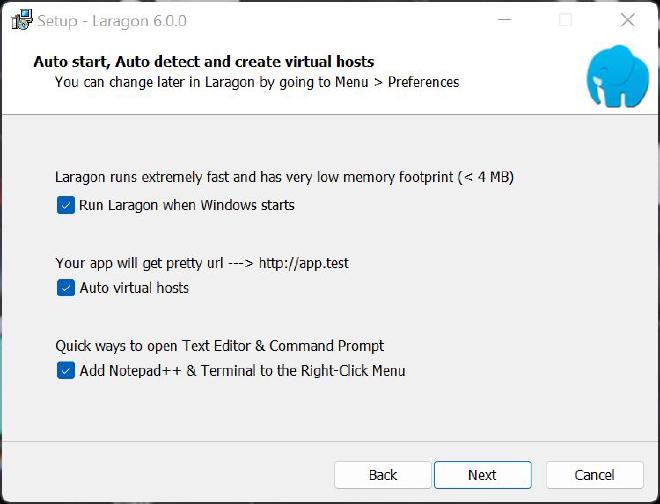 Setup - Laragon 6.0.0
Auto start, Auto detect and create virtual hosts
You can change later in Laragon by going to Menu > Preferences
Laragon runs extremely fast and has very low memory footprint (< 4 MB)
Run Laragon when Windows starts
Your app will get pretty url ---> http://app.test
Auto virtual hosts
Quick ways to open Text Editor & Command Prompt
Add Notepad++ & Terminal to the Right-Click Menu
Back Next Cancel